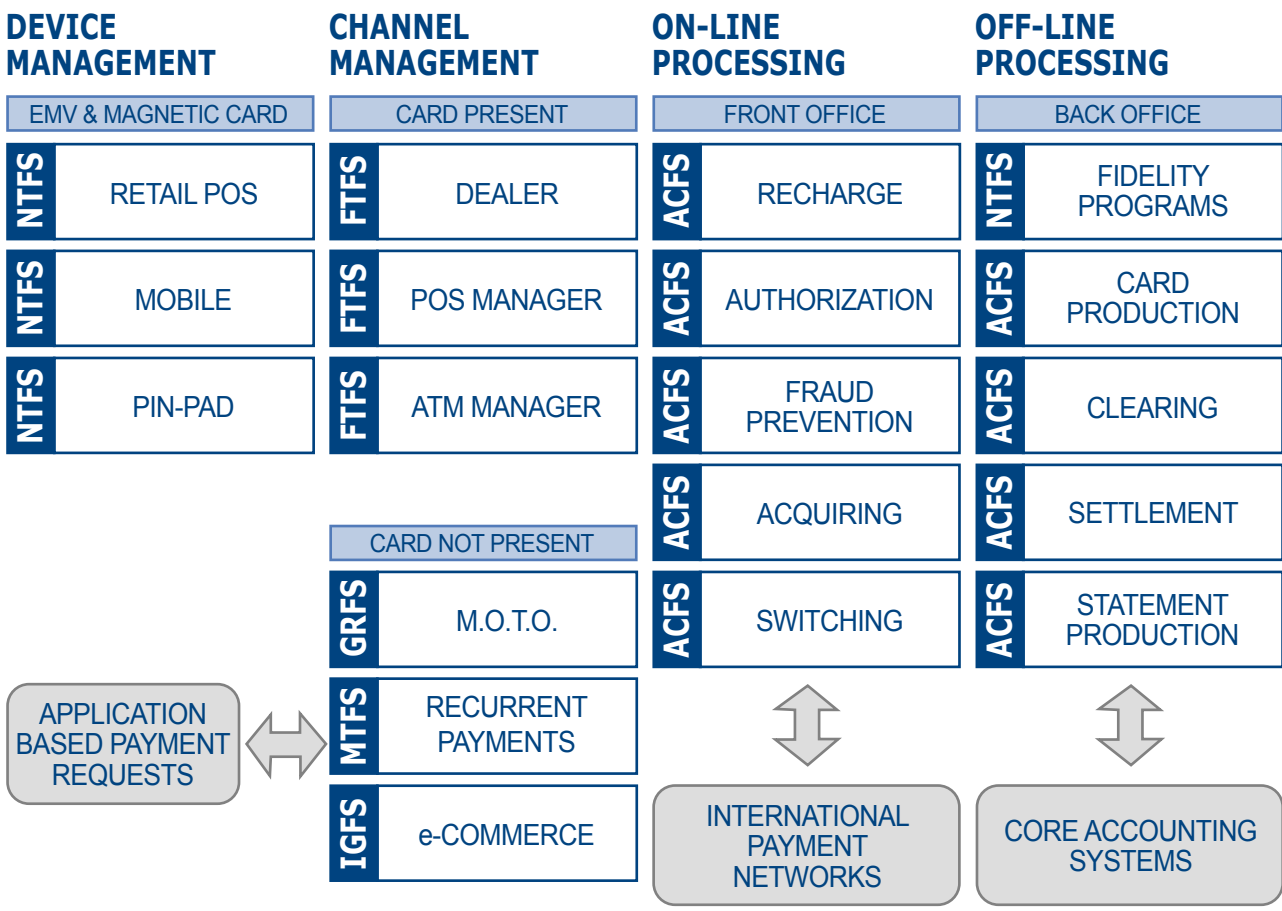 DEVICE
MANAGEMENT
EMV & MAGNETIC CARD
NTFS
RETAIL POS
NTFS
MOBILE
NTFS
PIN-PAD
APPLICATION
BASED PAYMENT
REQUESTS
CHANNEL
MANAGEMENT
CARD PRESENT
FTFS
DEALER
FTFS
POS MANAGER
FTFS
ATM MANAGER
CARD NOT PRESENT
GRFS
M.O.T.O.
MTFS
RECURRENT
PAYMENTS
IGFS
e-COMMERCE
ON-LINE
PROCESSING
FRONT OFFICE
ACFS
RECHARGE
ACFS
AUTHORIZATION
ACFS
FRAUD
PREVENTION
ACFS
ACQUIRING
ACFS
SWITCHING
INTERNATIONAL
PAYMENT
NETWORKS
OFF-LINE
PROCESSING
BACK OFFICE
NTFS
FIDELITY
PROGRAMS
ACFS
CARD
PRODUCTION
ACFS
CLEARING
ACFS
SETTLEMENT
ACFS
STATEMENT
PRODUCTION
CORE ACCOUNTING
SYSTEMS